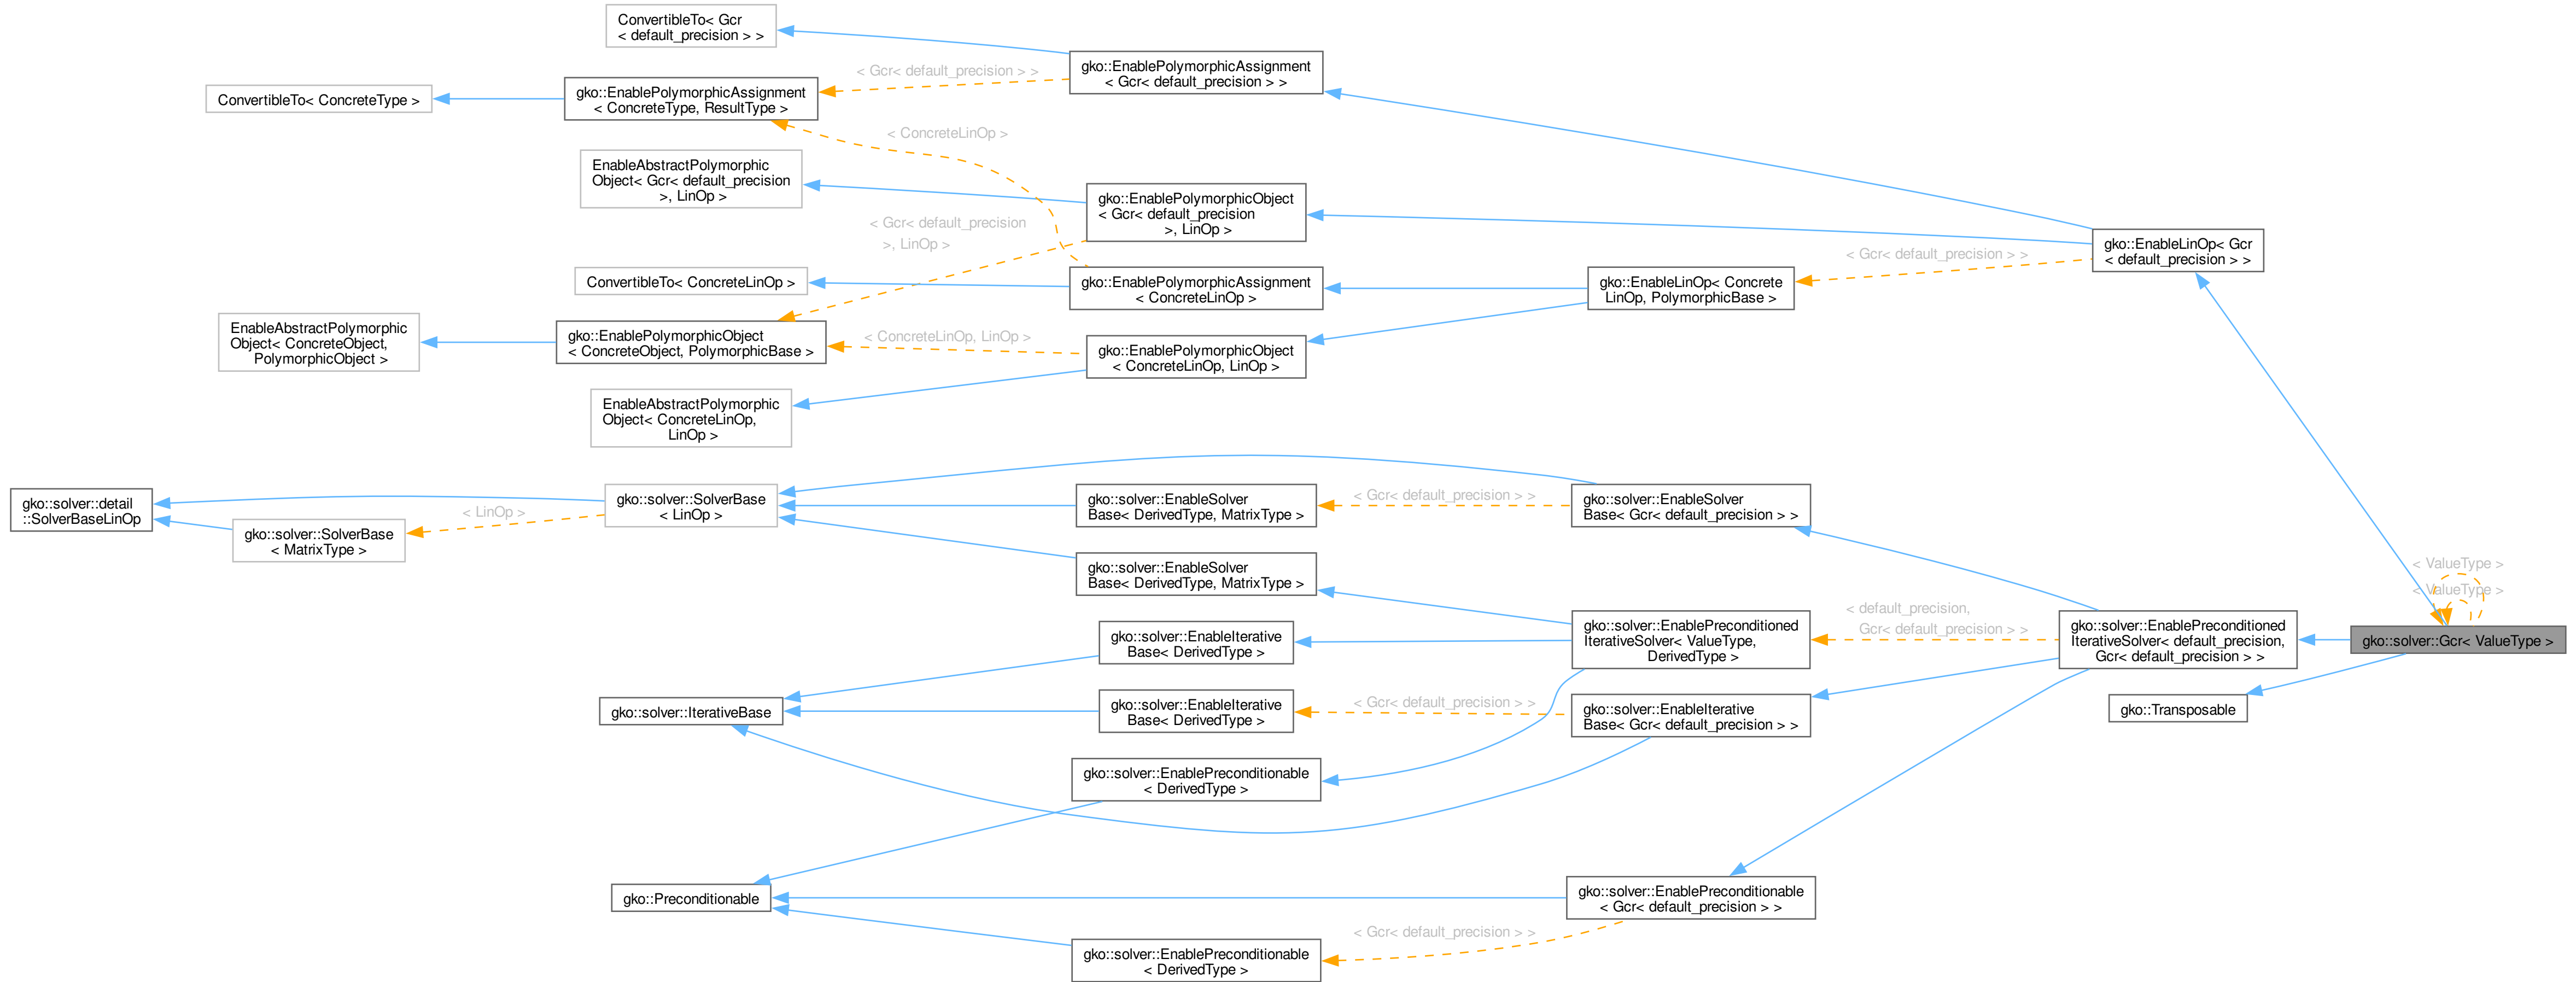 ConvertibleTo< Gcr
< default_precision > >
gko::EnablePolymorphicAssignment
< Gcr< default_precision > >
< Gcr< default_precision > >
ConvertibleTo< ConcreteType >
gko::EnablePolymorphicAssignment
< ConcreteType, ResultType >
< ConcreteLinOp >
EnableAbstractPolymorphic
Object< Gcr< default_precision
>, LinOp >
gko::EnablePolymorphicObject
< Gcr< default_precision
>, LinOp >
< Gcr< default_precision
>, LinOp >
gko::EnableLinOp< Gcr
< default_precision > >
< Gcr< default_precision > >
ConvertibleTo< ConcreteLinOp >
gko::EnablePolymorphicAssignment
< ConcreteLinOp >
gko::EnableLinOp< Concrete
LinOp, PolymorphicBase >
EnableAbstractPolymorphic
Object< ConcreteObject,
PolymorphicObject >
gko::EnablePolymorphicObject
< ConcreteObject, PolymorphicBase >
< ConcreteLinOp, LinOp >
gko::EnablePolymorphicObject
< ConcreteLinOp, LinOp >
EnableAbstractPolymorphic
Object< ConcreteLinOp,
LinOp >
gko::solver::detail
::SolverBaseLinOp
gko::solver::SolverBase
< LinOp >
< LinOp >
gko::solver::SolverBase
< MatrixType >
gko::solver::EnableSolver
Base< DerivedType, MatrixType >
< Gcr< default_precision > >
gko::solver::EnableSolver
Base< Gcr< default_precision > >
gko::solver::EnableSolver
Base< DerivedType, MatrixType >
< ValueType >
< ValueType >
gko::solver::EnableIterative
Base< DerivedType >
gko::solver::EnablePreconditioned
IterativeSolver< ValueType,
DerivedType >
< default_precision,
Gcr< default_precision > >
gko::solver::EnablePreconditioned
IterativeSolver< default_precision,
Gcr< default_precision > >
gko::solver::Gcr< ValueType >
gko::solver::IterativeBase
gko::solver::EnableIterative
Base< DerivedType >
< Gcr< default_precision > >
gko::solver::EnableIterative
Base< Gcr< default_precision > >
gko::Transposable
gko::solver::EnablePreconditionable
< DerivedType >
gko::Preconditionable
gko::solver::EnablePreconditionable
< Gcr< default_precision > >
< Gcr< default_precision > >
gko::solver::EnablePreconditionable
< DerivedType >